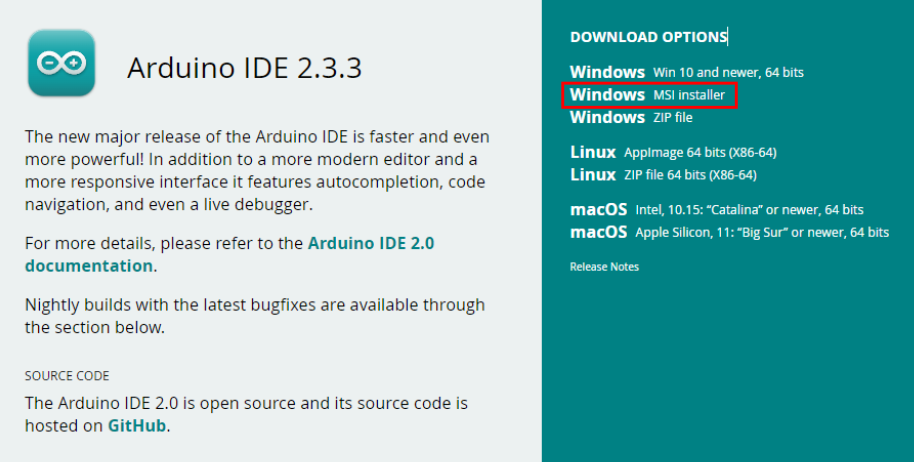 Arduino IDE 2.3.3
The new major release of the Arduino IDE is faster and even
more powerful! In addition to a more modern editor and a
more responsive interface it features autocompletion, code
navigation, and even a live debugger.
For more details, please refer to the Arduino IDE 2.0
documentation.
Nightly builds with the latest bugfixes are available through
the section below.
SOURCE CODE
The Arduino IDE 2.0 is open source and its source code is
hosted on GitHub.
DOWNLOAD OPTIONS
Windows Win 10 and newer, 64 bits
Windows MSI installer
Windows ZIP file
Linux AppImage 64 bits (X86-64)
Linux ZIP file 64 bits (X86-64)
macOS Intel, 10.15: “Catalina” or newer, 64 bits
macOS Apple Silicon, 11: “Big Sur” or newer, 64 bits
Release Notes